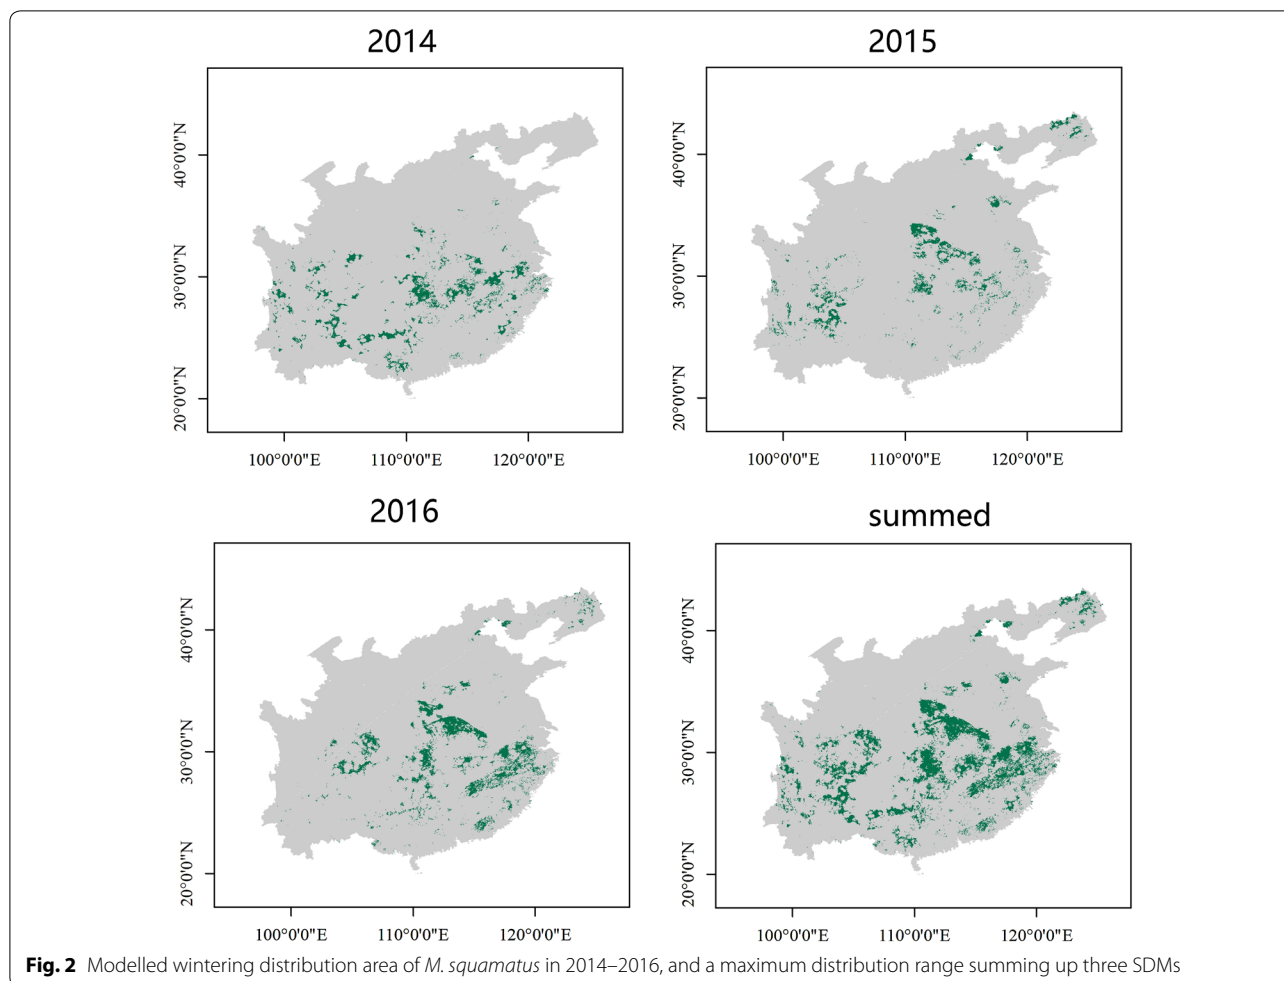 2014
2015
40°0'0"N
30°0'0"N
20°0'0"N
100°0'0"E 110°0'0"E 120°0'0"E
40°0'0"N
30°0'0"N
20°0'0"N
100°0'0"E 110°0'0"E 120°0'0"E
2016
summed
40°0'0"N
30°0'0"N
20°0'0"N
100°0'0"E 110°0'0"E 120°0'0"E
40°0'0"N
30°0'0"N
20°0'0"N
100°0'0"E 110°0'0"E 120°0'0"E
Fig. 2 Modelled wintering distribution area of M. squamatus in 2014–2016, and a maximum distribution range summing up three SDMs